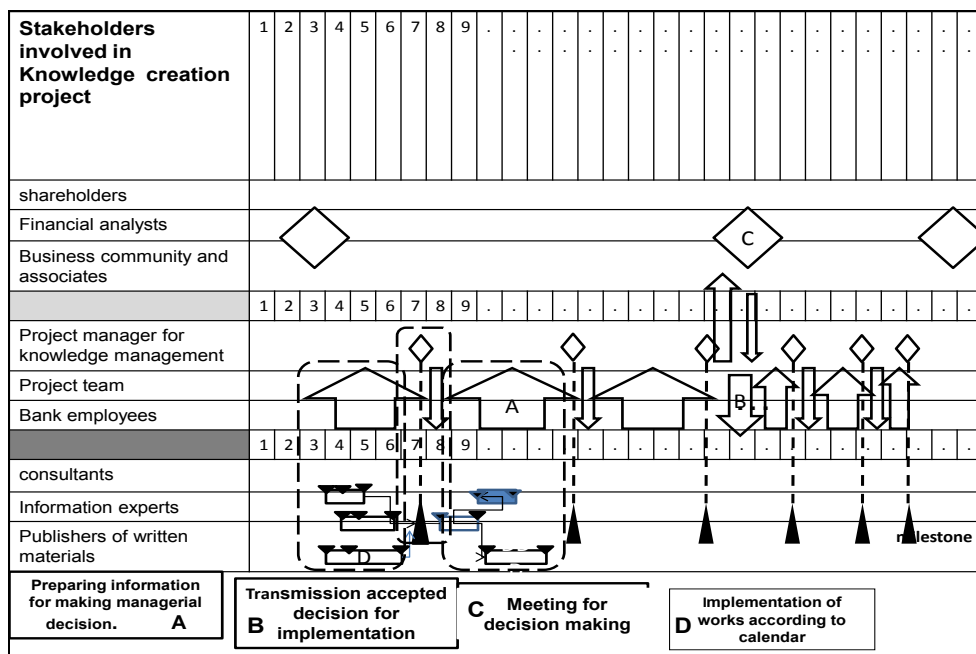 Stakeholders
involved in
Knowledge creation
project
1 2 3 4 5 6 7 8 9 . . . . . . . . . . . . . . . . . . . .
. . . . . . . . . . . . . . . . . . .
shareholders
Financial analysts
C
Business community and
associates
1 2 3 4 5 6 7 8 9 . . . . . . . . . . . . . . . . . . . .
Project manager for
knowledge management
Project team
A
B. .
Bank employees
1 2 3 4 5 6 7 8 9 . . . . . . . . . . . . . . . . . . . .
consultants
Information experts
Publishers of written
materials
D
milestone
Preparing information
for making managerial
decision. A
Transmission accepted
decision for
B implementation
C Meeting for
decision making
Implementation of
D works according to
calendar